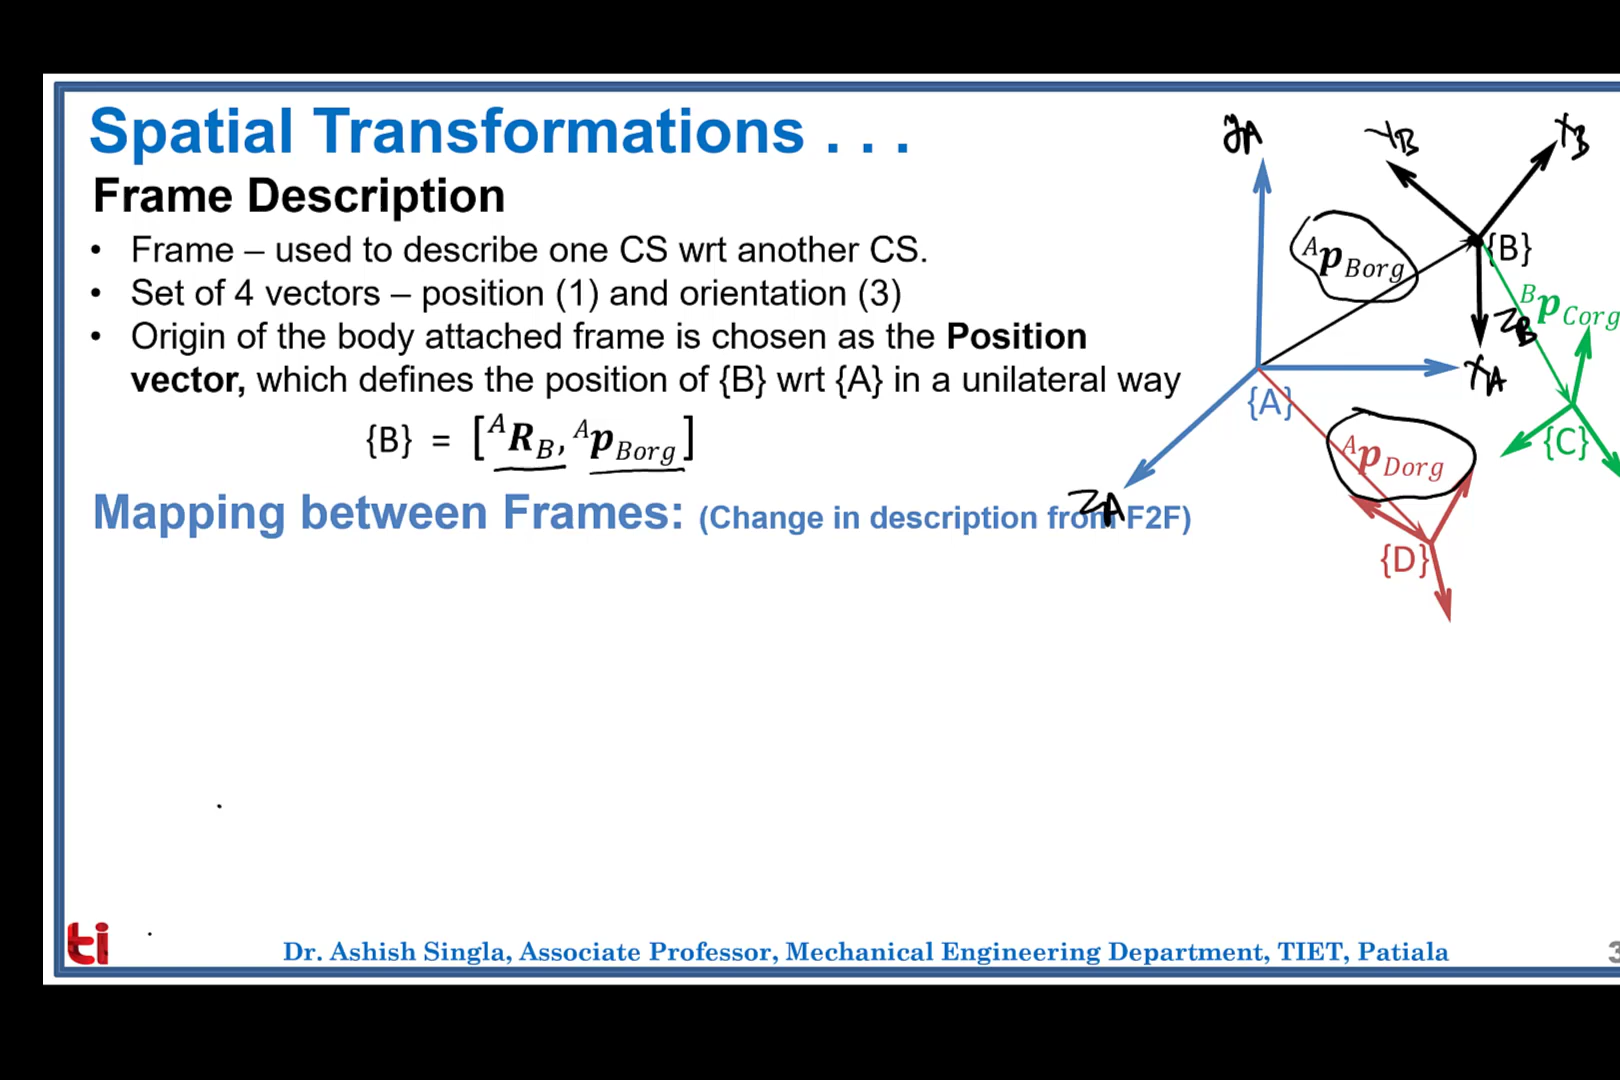 Spatial Transformations . . .
Frame Description
• Frame – used to describe one CS wrt another CS.
• Set of 4 vectors – position (1) and orientation (3)
• Origin of the body attached frame is chosen as the Position
vector, which defines the position of {B} wrt {A} in a unilateral way
{B} = [ᴬR_B, ᴬp_Borg]
Mapping between Frames: (Change in description from F2F)
YA
YB
XB
ᴬp_Borg
{B}
ᴮp_Corg
ZB
XA
{A}
ᴬp_Dorg
{C}
ZA
{D}
ti
Dr. Ashish Singla, Associate Professor, Mechanical Engineering Department, TIET, Patiala